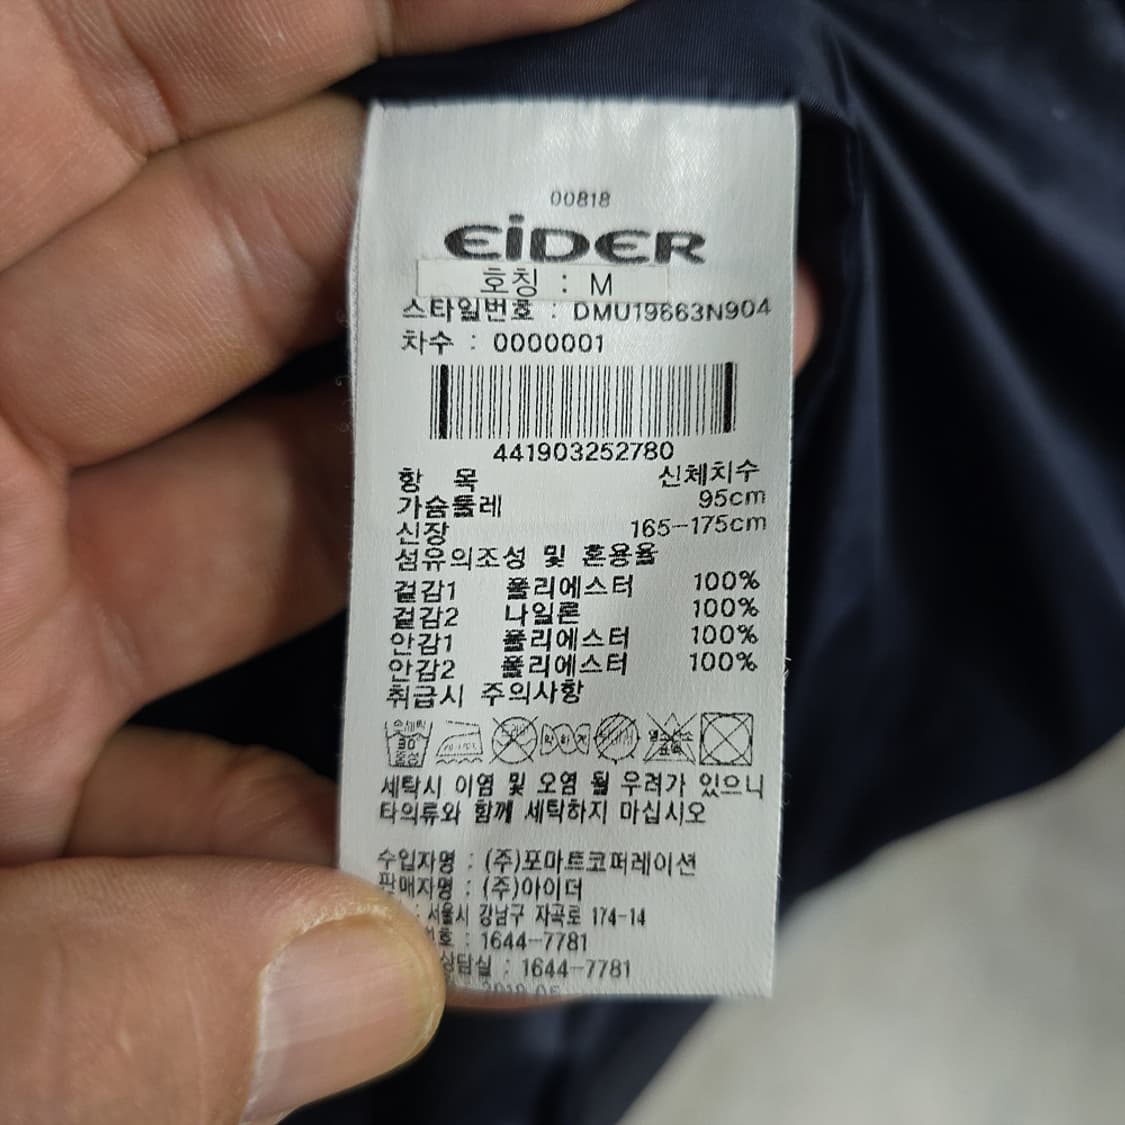 00818
EIDER
호칭 : M
스타일번호 : DMU19663N904
차수 : 0000001
441903252780
항 목 신체치수
가슴둘레 95cm
신장 165-175cm
섬유의조성 및 혼용율
겉감1 폴리에스터 100%
겉감2 나일론 100%
안감1 폴리에스터 100%
안감2 폴리에스터 100%
취급시 주의사항
30°
중성
세탁시 이염 및 오염 될 우려가 있으니
타의류와 함께 세탁하지 마십시오
수입자명 : (주)포마트코퍼레이션
판매자명 : (주)아이더
: 서울시 강남구 자곡로 174-14
호 : 1644-7781
상담실 : 1644-7781
2019.05